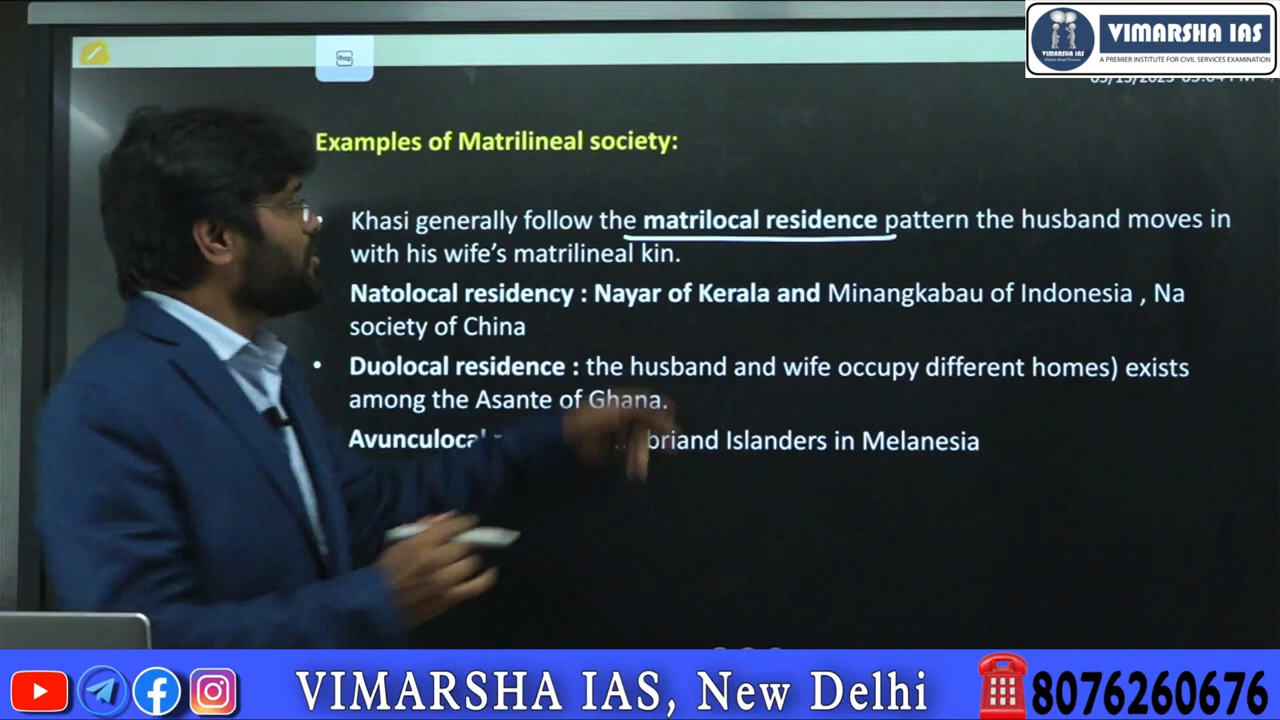 VIMARSHA IAS
A PREMIER INSTITUTE FOR CIVIL SERVICES EXAMINATION
VIMARSHA IAS
Examples of Matrilineal society:
• Khasi generally follow the matrilocal residence pattern the husband moves in
with his wife’s matrilineal kin.
Natolocal residency : Nayar of Kerala and Minangkabau of Indonesia , Na
society of China
• Duolocal residence : the husband and wife occupy different homes) exists
among the Asante of Ghana.
Islanders in Melanesia
VIMARSHA IAS, New Delhi
8076260676